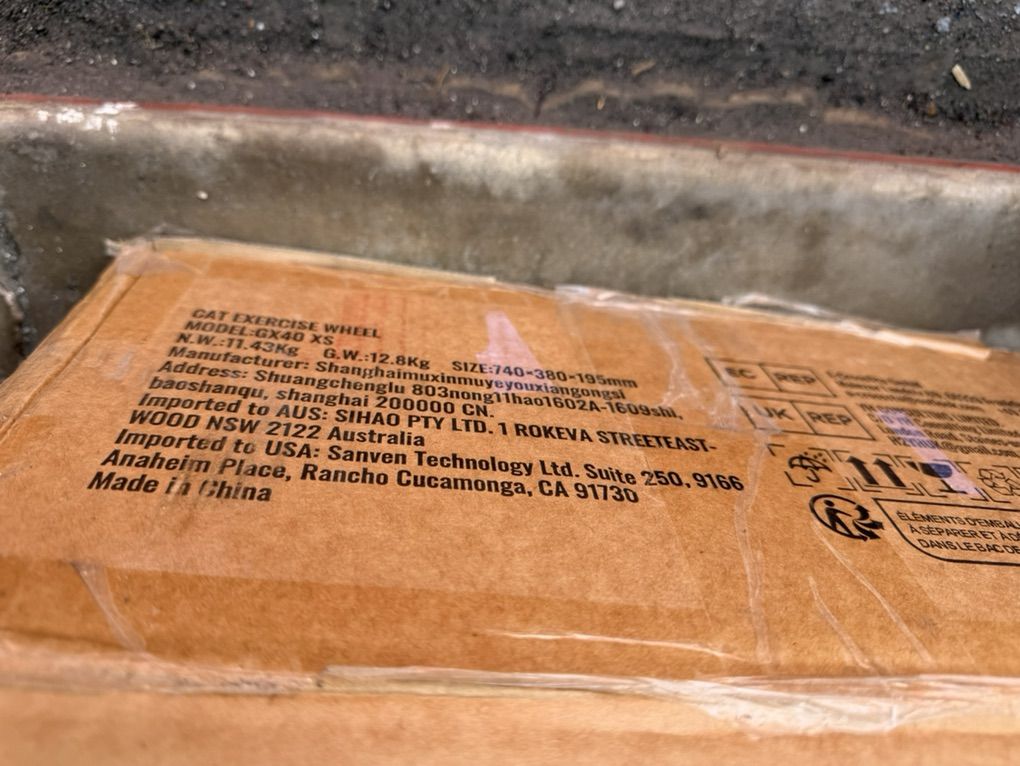 CAT EXERCISE WHEEL
MODEL:GX40 XS
N.W.:11.43Kg G.W.:12.8Kg SIZE:740-380-195mm
Manufacturer: Shanghaimuxinmuyeyouxiangongsi
Address: Shuangchenglu 803nong11hao1602A-1609shi,
baoshanqu, shanghai 200000 CN.
Imported to AUS: SIHAO PTY LTD. 1 ROKEVA STREETEAST-
WOOD NSW 2122 Australia
Imported to USA: Sanven Technology Ltd. Suite 250, 9166
Anaheim Place, Rancho Cucamonga, CA 91730
Made in China
EC REP
UK REP
ÉLÉMENTS D'EMBAL
À SÉPARER ET À D
DANS LE BAC DE